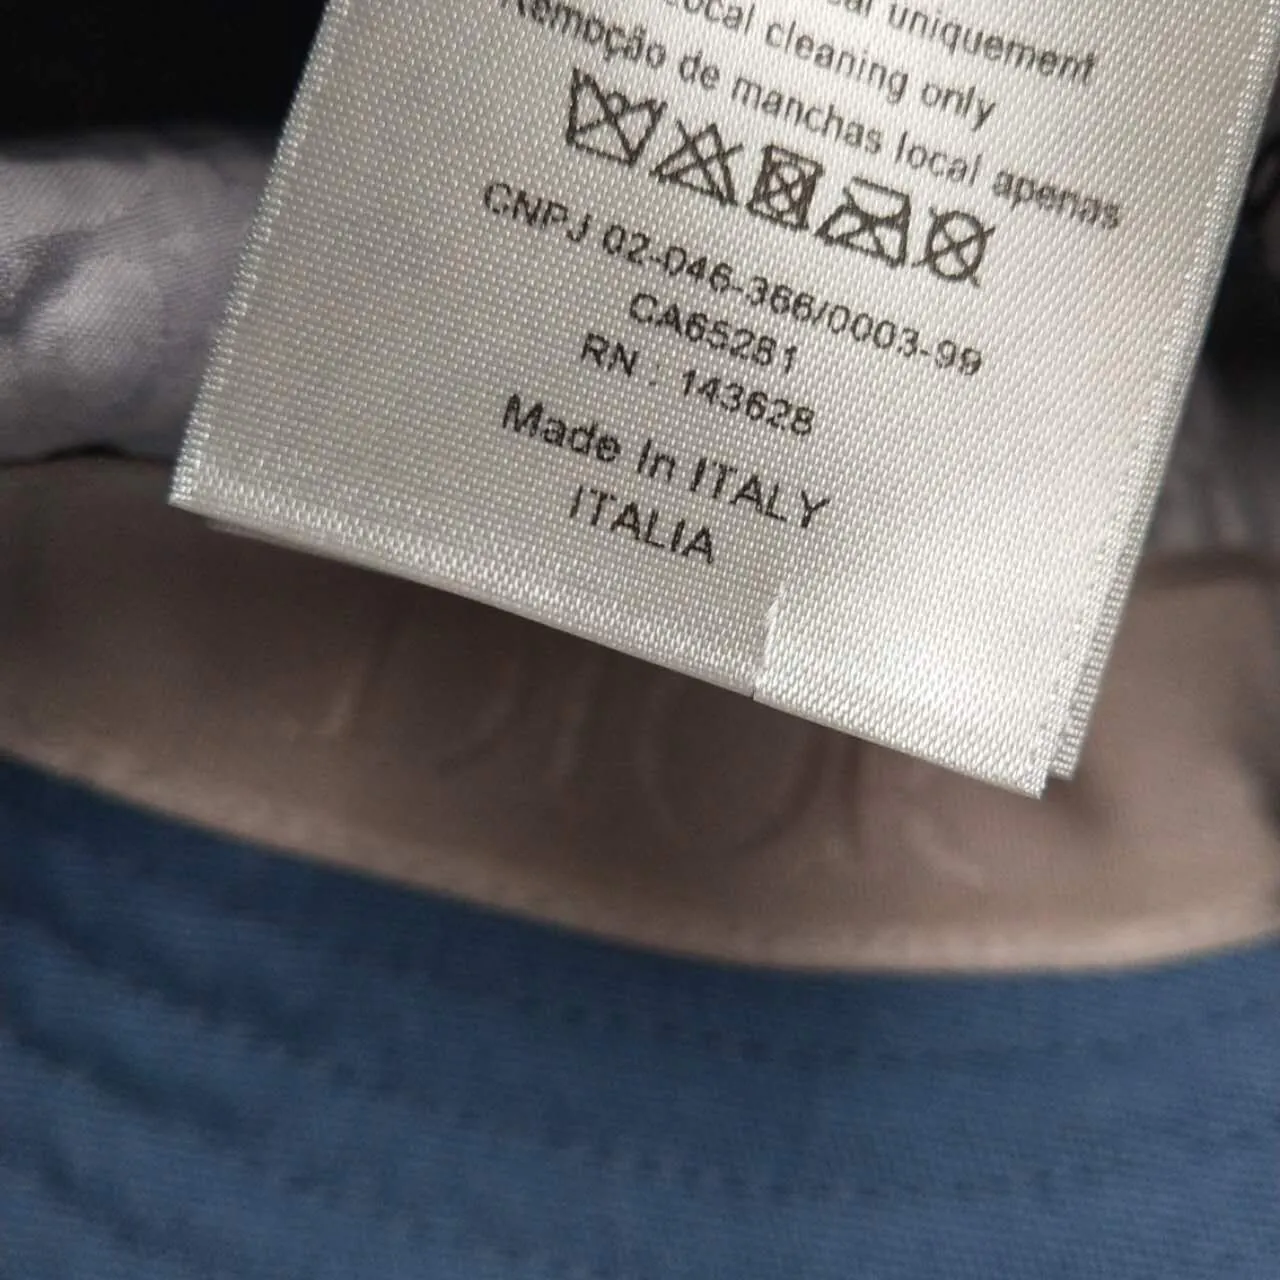 uniquement
Local cleaning only
Remoção de manchas local apenas
CNPJ 02-046-366/0003-99
CA65281
RN : 143628
Made In ITALY
ITALIA